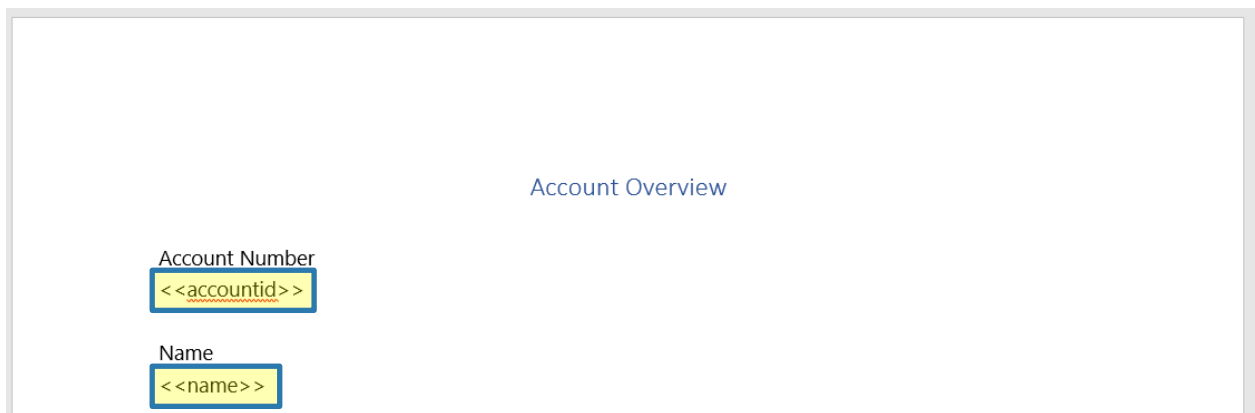 Account Overview
Account Number
<<accountid>>
Name
<<name>>